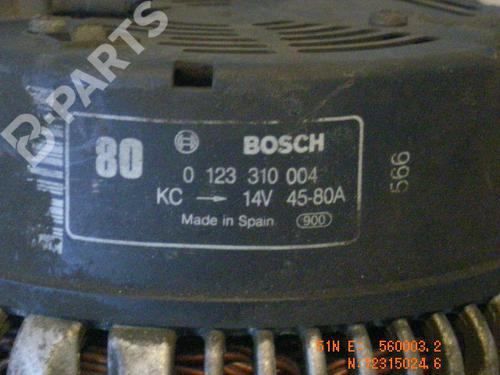 B-PARTS
80 BOSCH
0 123 310 004
KC → 14V 45-80A
Made in Spain 900
566
N:12315024.6